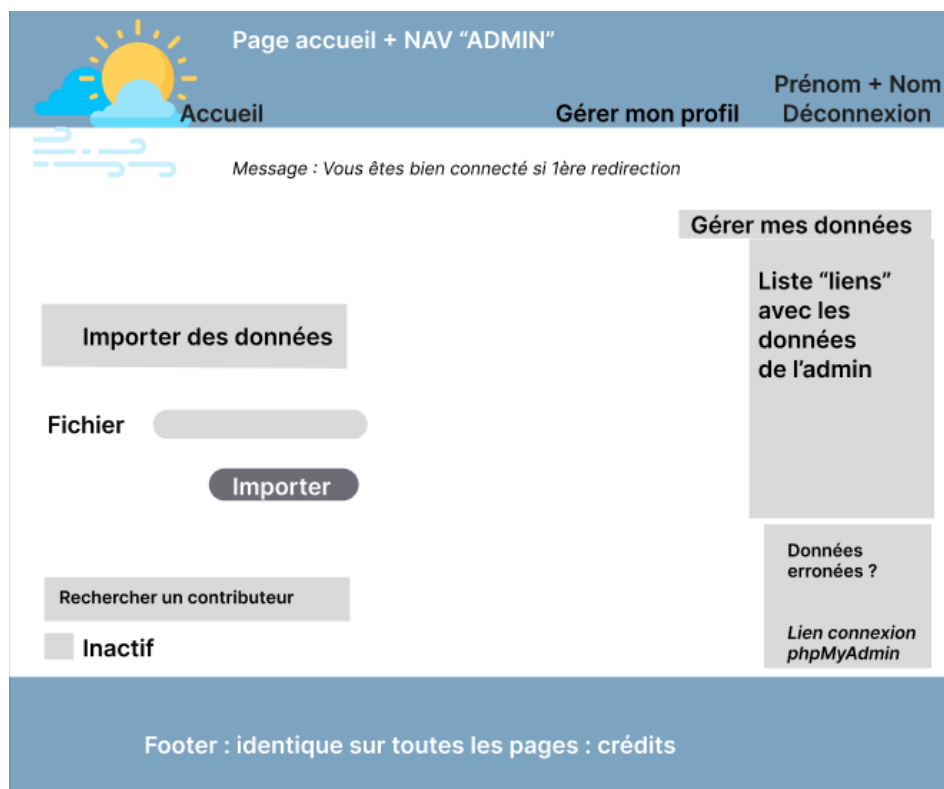 Page accueil + NAV “ADMIN”
Prénom + Nom
Accueil
Gérer mon profil
Déconnexion
Message : Vous êtes bien connecté si 1ère redirection
Gérer mes données
Liste “liens”
avec les
données
de l’admin
Importer des données
Fichier
Importer
Données
erronées ?
Rechercher un contributeur
Lien connexion
phpMyAdmin
Inactif
Footer : identique sur toutes les pages : crédits